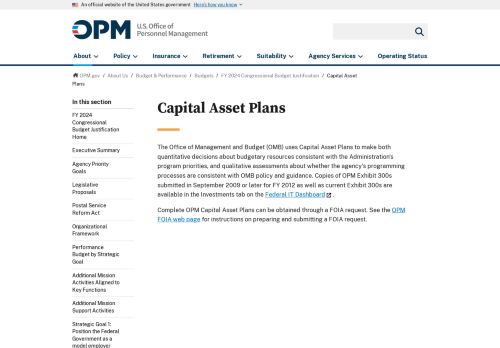 An official website of the United States government Here's how you know
OPM U.S. Office of
Personnel Management
About Policy Insurance Retirement Suitability Agency Services Operating Status
OPM.gov / About Us / Budget & Performance / Budgets / FY 2024 Congressional Budget Justification / Capital Asset
Plans
In this section
FY 2024
Congressional
Budget Justification
Home
Executive Summary
Agency Priority
Goals
Legislative
Proposals
Postal Service
Reform Act
Organizational
Framework
Performance
Budget by Strategic
Goal
Additional Mission
Activities Aligned to
Key Functions
Additional Mission
Support Activities
Strategic Goal 1:
Position the Federal
Government as a
model employer
Capital Asset Plans
The Office of Management and Budget (OMB) uses Capital Asset Plans to make both
quantitative decisions about budgetary resources consistent with the Administration's
program priorities, and qualitative assessments about whether the agency's programming
processes are consistent with OMB policy and guidance. Copies of OPM Exhibit 300s
submitted in September 2009 or later for FY 2012 as well as current Exhibit 300s are
available in the Investments tab on the Federal IT Dashboard .
Complete OPM Capital Asset Plans can be obtained through a FOIA request. See the OPM
FOIA web page for instructions on preparing and submitting a FOIA request.